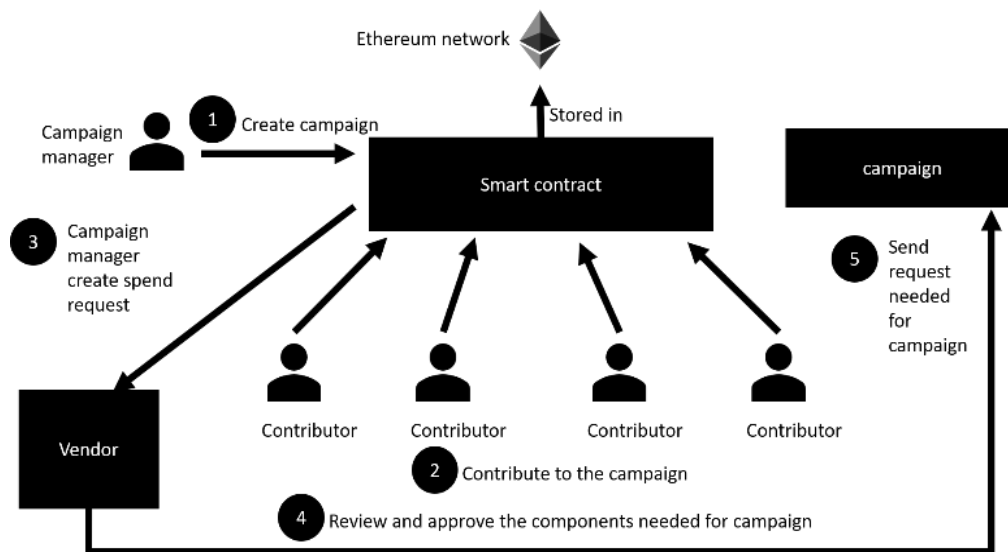 Ethereum network
1
Create campaign
Stored in
Campaign
manager
Smart contract
campaign
3
Campaign
manager
create spend
request
5
Send
request
needed
for
campaign
Vendor
Contributor
Contributor
Contributor
Contributor
2
Contribute to the campaign
4
Review and approve the components needed for campaign